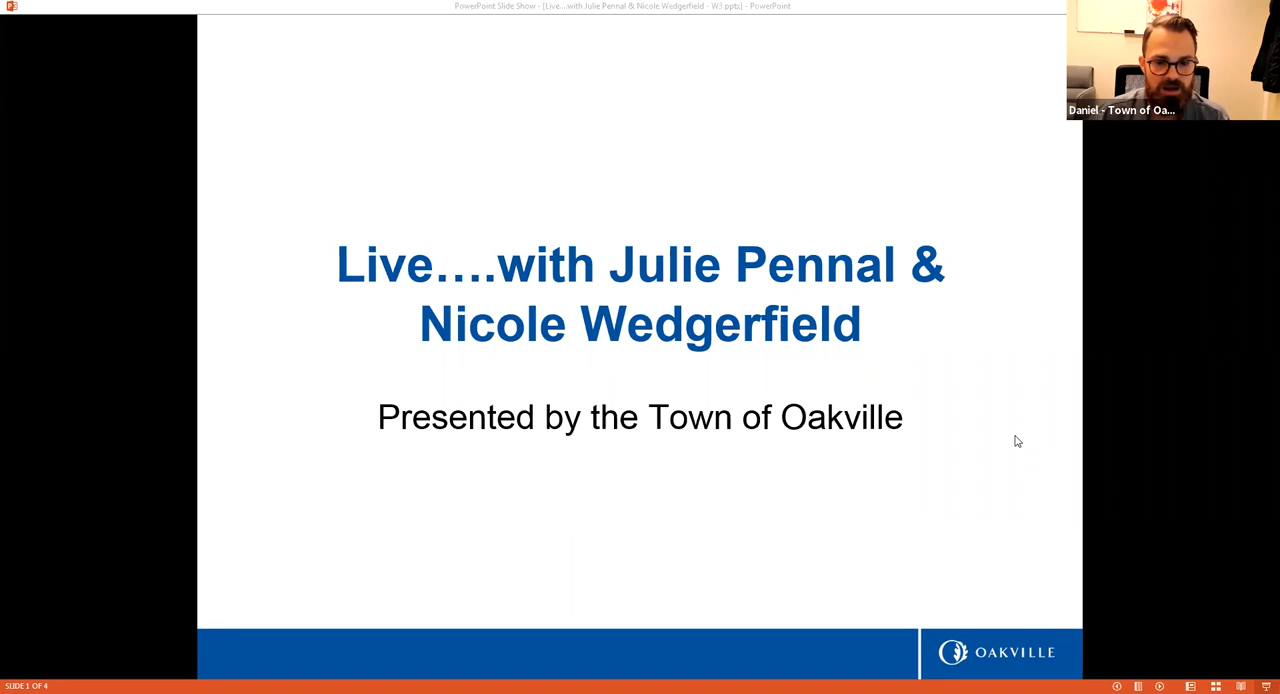 PowerPoint Slide Show - [Live....with Julie Pennal & Nicole Wedgerfield - W3.pptx] - PowerPoint
Daniel - Town of Oa...
Live….with Julie Pennal &
Nicole Wedgerfield
Presented by the Town of Oakville
OAKVILLE
SLIDE 1 OF 4